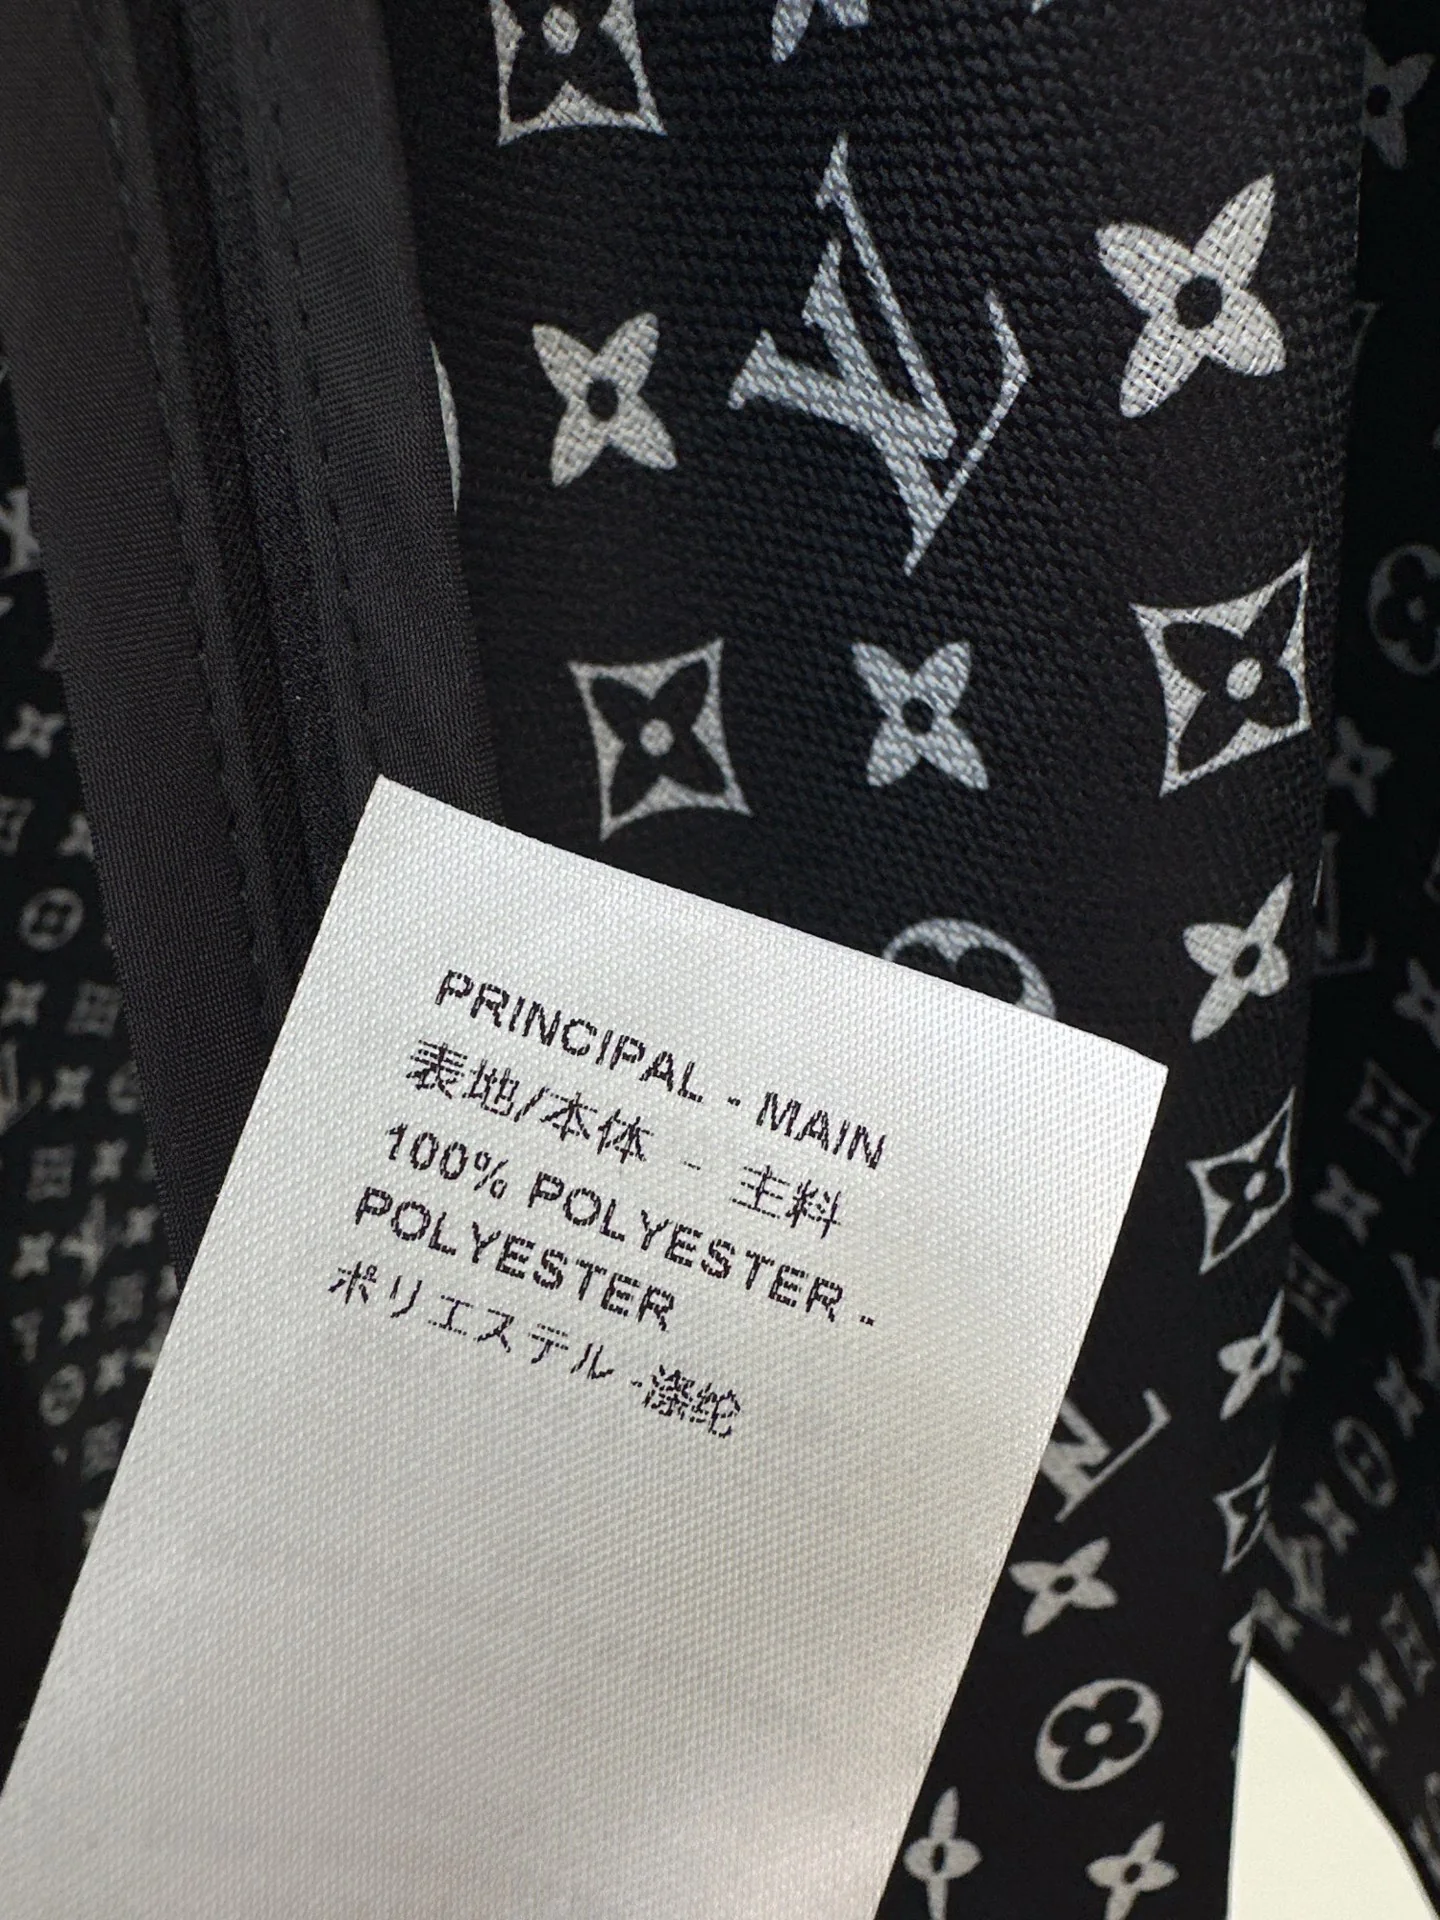 PRINCIPAL - MAIN
表地/本体 - 主料
100% POLYESTER -
POLYESTER
ポリエステル -涤纶
LV